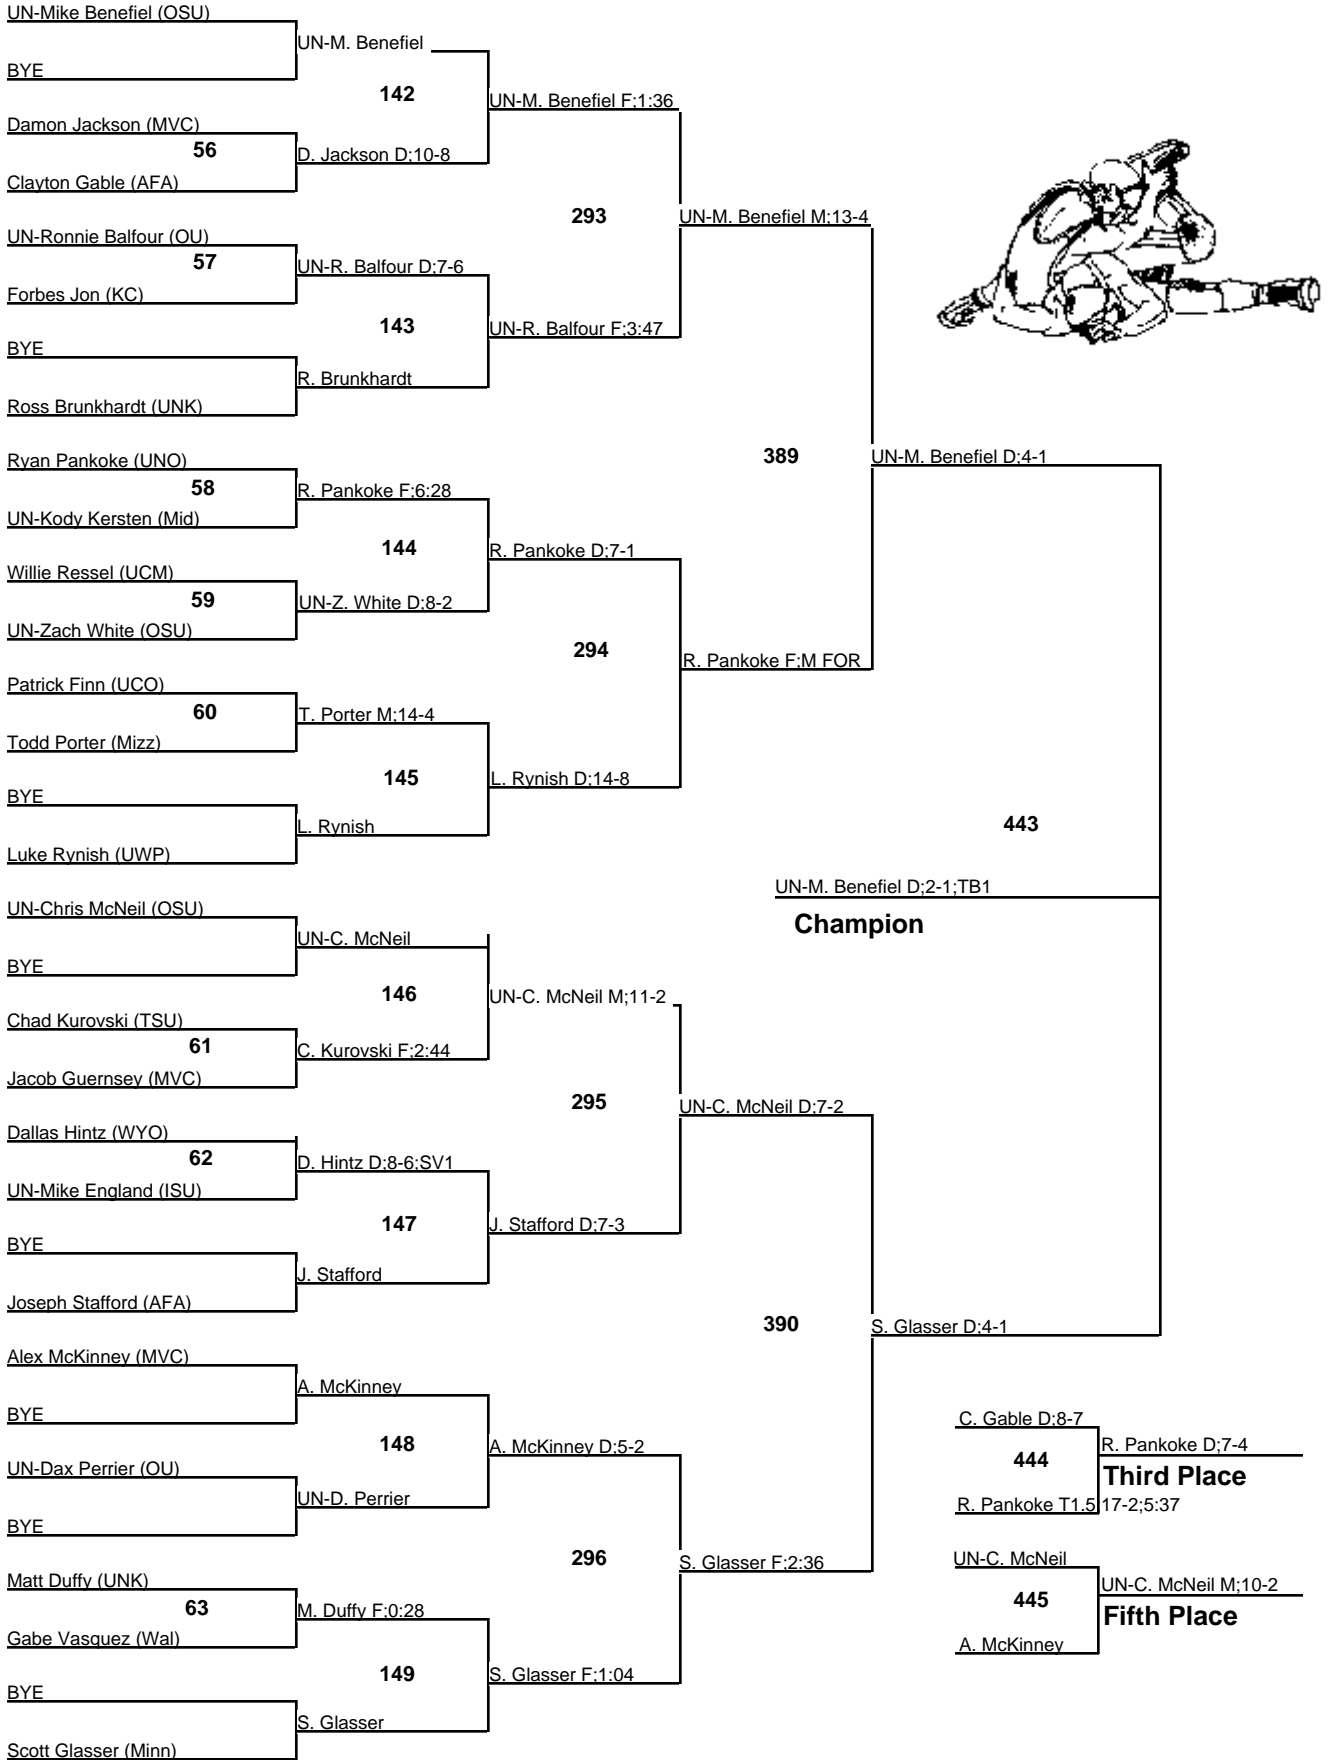 UN-Mike Benefiel (OSU)
UN-M. Benefiel
BYE
142
UN-M. Benefiel F;1:36
Damon Jackson (MVC)
56
D. Jackson D;10-8
Clayton Gable (AFA)
293
UN-M. Benefiel M;13-4
UN-Ronnie Balfour (OU)
57
UN-R. Balfour D;7-6
Forbes Jon (KC)
143
UN-R. Balfour F;3:47
BYE
R. Brunkhardt
Ross Brunkhardt (UNK)
389
UN-M. Benefiel D;4-1
Ryan Pankoke (UNO)
58
R. Pankoke F;6:28
UN-Kody Kersten (Mid)
144
R. Pankoke D;7-1
Willie Ressel (UCM)
59
UN-Z. White D;8-2
UN-Zach White (OSU)
294
R. Pankoke F;M FOR
Patrick Finn (UCO)
60
T. Porter M;14-4
Todd Porter (Mizz)
145
L. Rynish D;14-8
BYE
L. Rynish
Luke Rynish (UWP)
443
UN-M. Benefiel D;2-1;TB1
Champion
UN-Chris McNeil (OSU)
UN-C. McNeil
BYE
146
UN-C. McNeil M;11-2
Chad Kurovski (TSU)
61
C. Kurovski F;2:44
Jacob Guernsey (MVC)
295
UN-C. McNeil D;7-2
Dallas Hintz (WYO)
62
D. Hintz D;8-6;SV1
UN-Mike England (ISU)
147
J. Stafford D;7-3
BYE
J. Stafford
Joseph Stafford (AFA)
390
S. Glasser D;4-1
Alex McKinney (MVC)
A. McKinney
BYE
148
A. McKinney D;5-2
UN-Dax Perrier (OU)
UN-D. Perrier
BYE
296
S. Glasser F;2:36
Matt Duffy (UNK)
63
M. Duffy F;0:28
Gabe Vasquez (Wal)
149
S. Glasser F;1:04
BYE
S. Glasser
Scott Glasser (Minn)
C. Gable D;8-7
444
R. Pankoke D;7-4
Third Place
R. Pankoke T1.5 17-2;5:37
UN-C. McNeil
445
UN-C. McNeil M;10-2
Fifth Place
A. McKinney